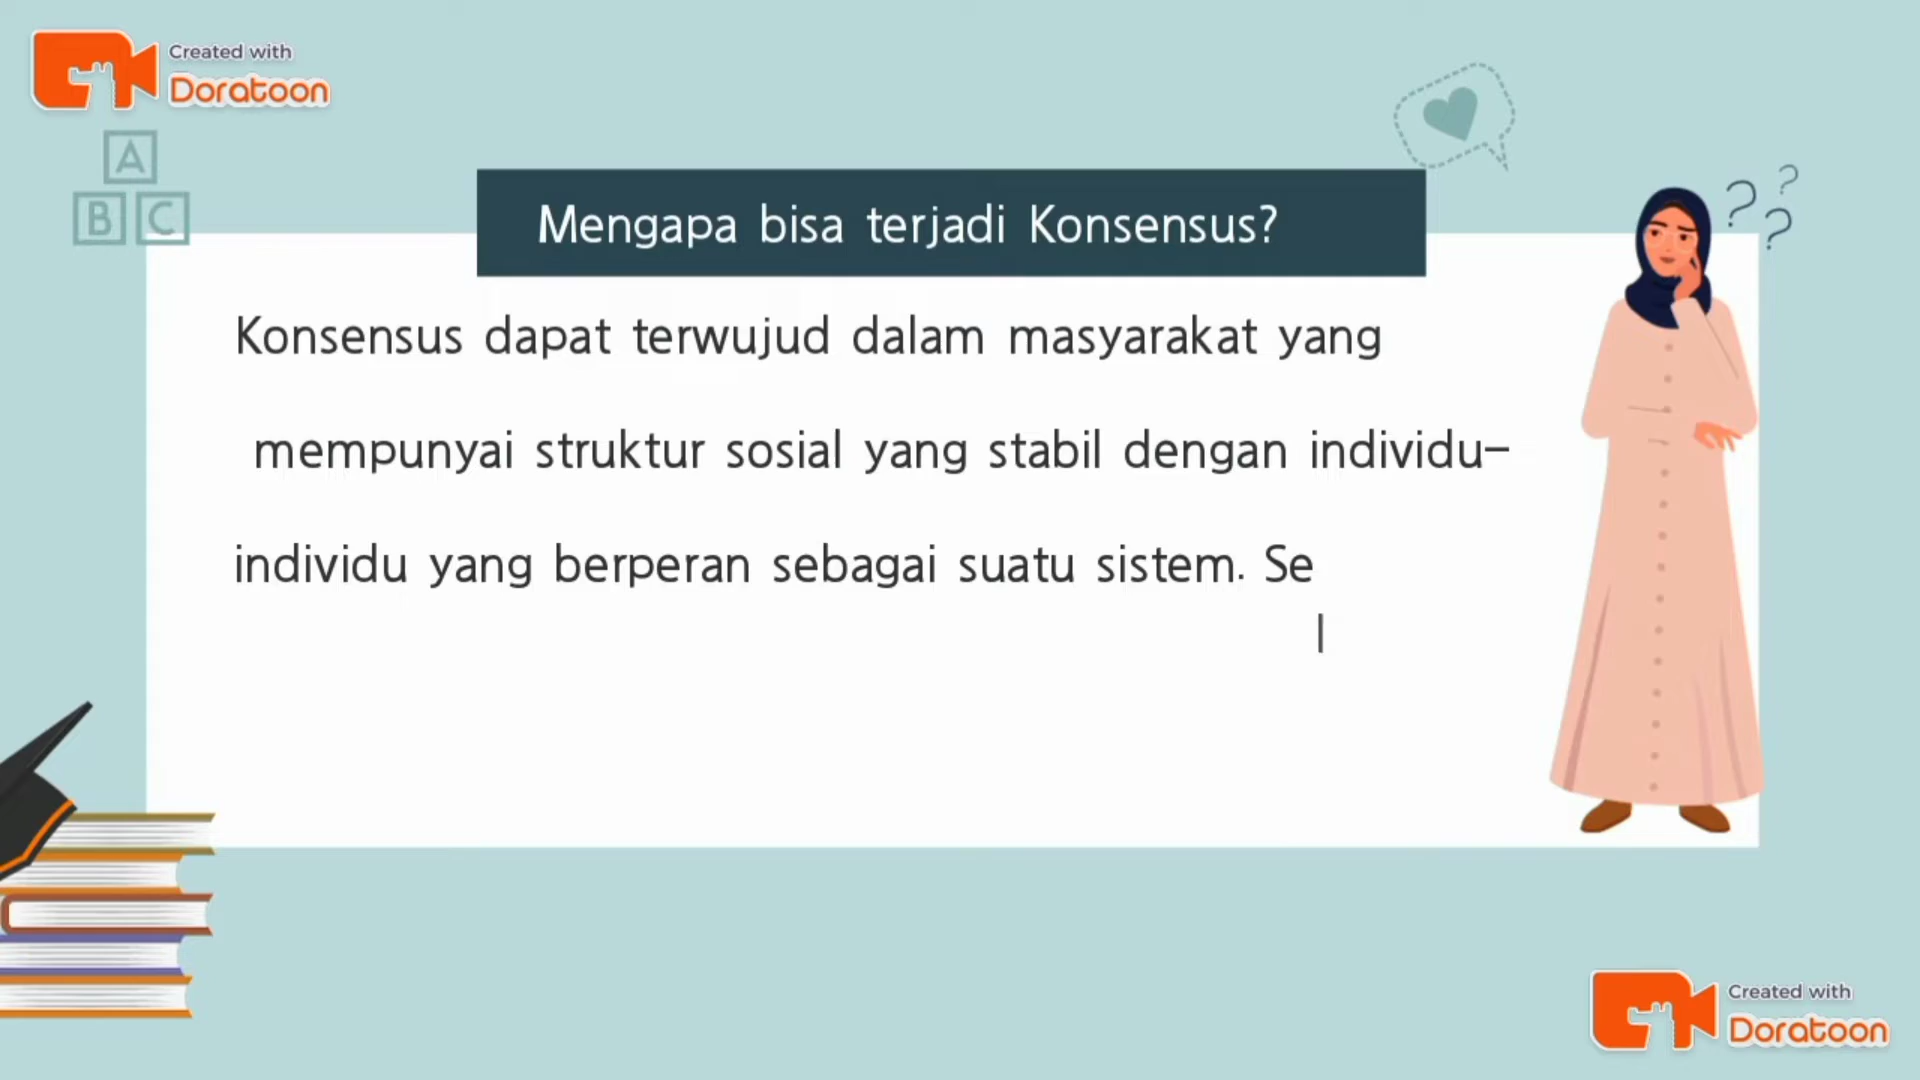 Created with
Doratoon
A
B C
Mengapa bisa terjadi Konsensus?
Konsensus dapat terwujud dalam masyarakat yang
mempunyai struktur sosial yang stabil dengan individu-
individu yang berperan sebagai suatu sistem. Se
? ? ?
Created with
Doratoon